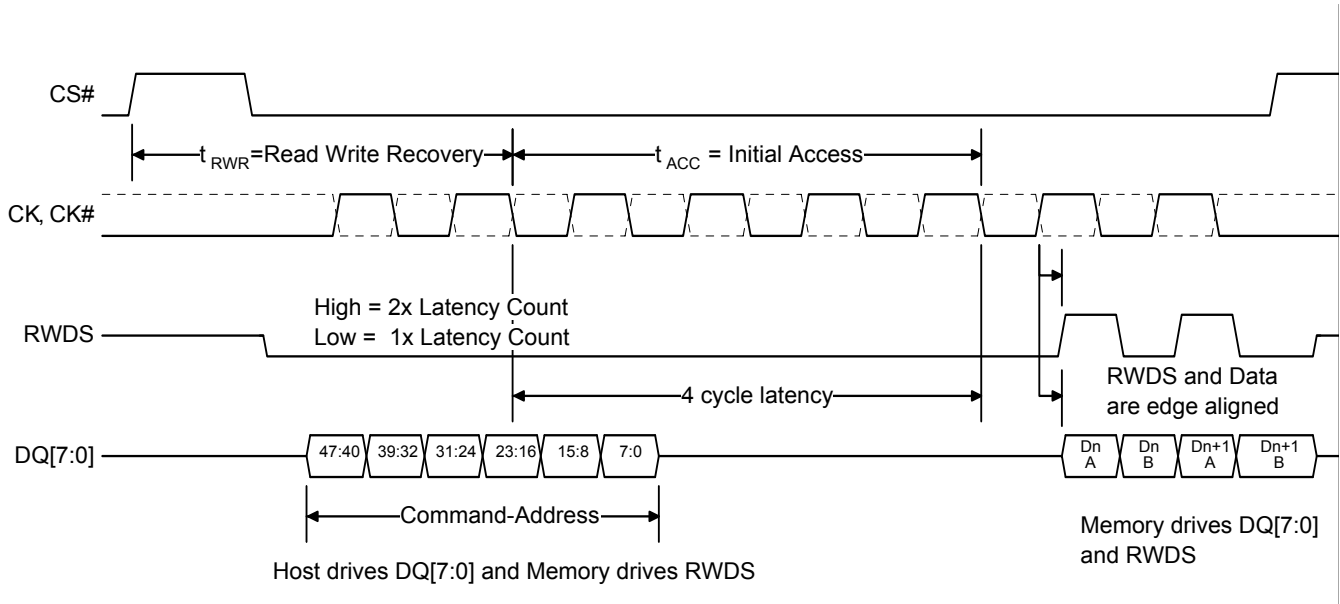 CS#
t RWR =Read Write Recovery
t ACC = Initial Access
CK, CK#
High = 2x Latency Count
Low = 1x Latency Count
RWDS
4 cycle latency
RWDS and Data
are edge aligned
DQ[7:0]
47:40 39:32 31:24 23:16 15:8 7:0
Dn A
Dn B
Dn+1 A
Dn+1 B
Command-Address
Host drives DQ[7:0] and Memory drives RWDS
Memory drives DQ[7:0]
and RWDS